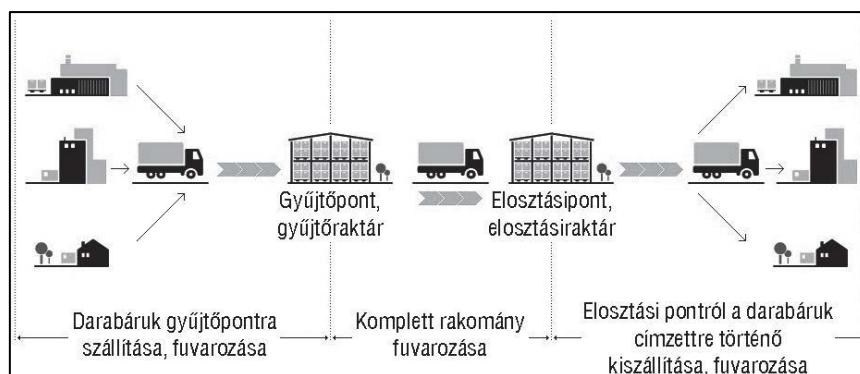 Gyűjtőpont,
gyűjtőraktár
Elosztásipont,
elosztásiraktár
Darabáruk gyűjtőpontra
szállítása, fuvarozása
Komplett rakomány
fuvarozása
Elosztási pontról a darabáruk
címzettre történő
kiszállítása, fuvarozása